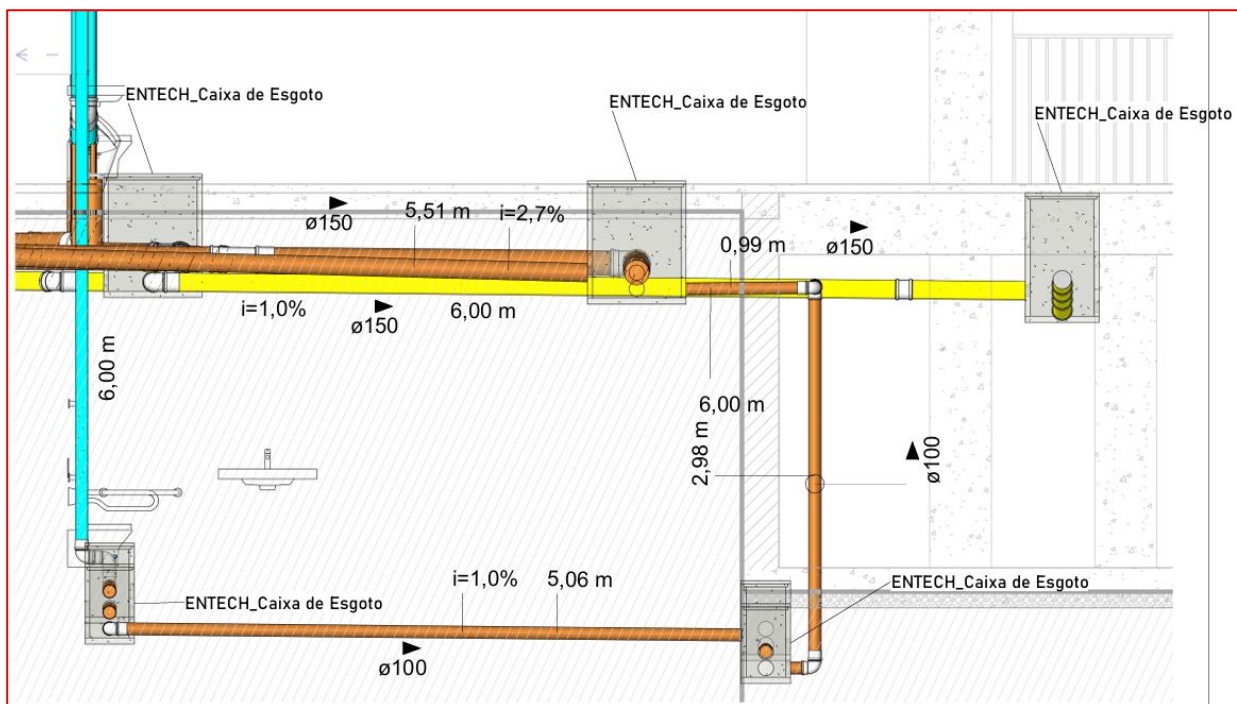 ENTECH_Caixa de Esgoto
ENTECH_Caixa de Esgoto
ENTECH_Caixa de Esgoto
ø150
5,51 m
i=2,7%
0,99 m
ø150
i=1,0%
ø150
6,00 m
6,00 m
6,00 m
2,98 m
ø100
i=1,0%
5,06 m
ENTECH_Caixa de Esgoto
ENTECH_Caixa de Esgoto
ø100